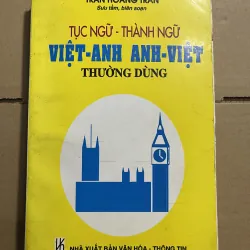 TRẦN HOÀNG TRÂN
Sưu tầm, biên soạn
TỤC NGỮ - THÀNH NGỮ
VIỆT-ANH ANH-VIỆT
THƯỜNG DÙNG
NHÀ XUẤT BẢN VĂN HÓA - THÔNG TIN